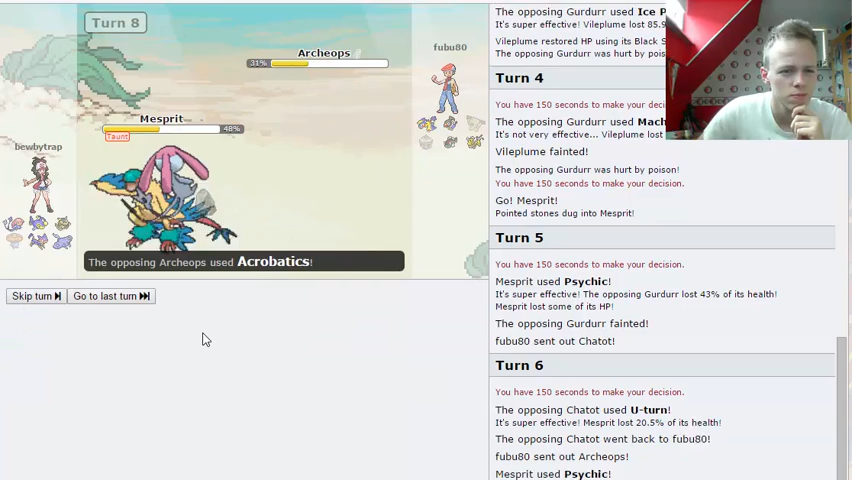 Turn 8
Archeops
31%
fubu80
Mesprit
48%
Taunt
bewbytrap
The opposing Archeops used Acrobatics!
Skip turn
Go to last turn
The opposing Gurdurr used Ice P
It's super effective! Vileplume lost 85.9
Vileplume restored HP using its Black S
The opposing Gurdurr was hurt by poiso
Turn 4
You have 150 seconds to make your deci
The opposing Gurdurr used Mach
It's not very effective... Vileplume lost
Vileplume fainted!
The opposing Gurdurr was hurt by poison!
You have 150 seconds to make your decision.
Go! Mesprit!
Pointed stones dug into Mesprit!
Turn 5
You have 150 seconds to make your decision.
Mesprit used Psychic!
It's super effective! The opposing Gurdurr lost 43% of its health!
Mesprit lost some of its HP!
The opposing Gurdurr fainted!
fubu80 sent out Chatot!
Turn 6
You have 150 seconds to make your decision.
The opposing Chatot used U-turn!
It's super effective! Mesprit lost 20.5% of its health!
The opposing Chatot went back to fubu80!
fubu80 sent out Archeops!
Mesprit used Psychic!